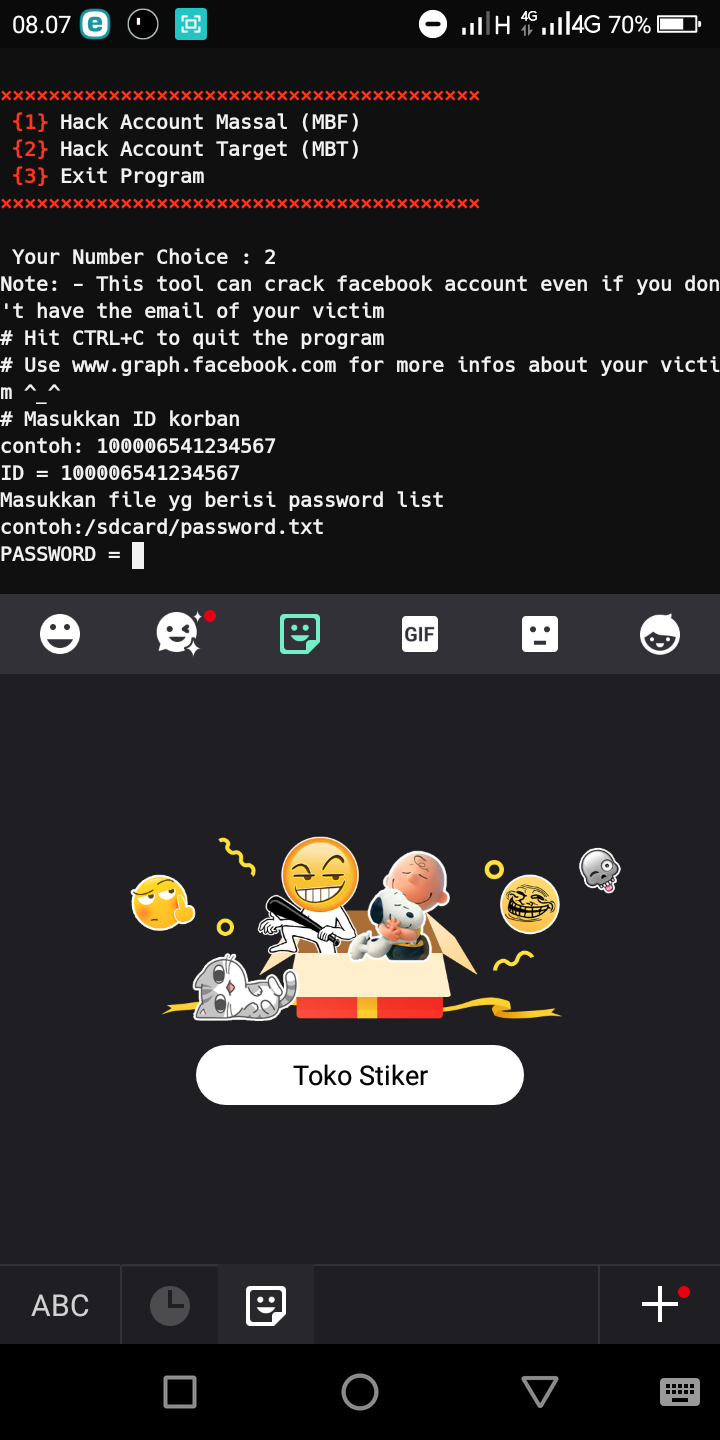 08.07 H 4G 4G 70%
××××××××××××××××××××××××××××××××××××××××
{1} Hack Account Massal (MBF)
{2} Hack Account Target (MBT)
{3} Exit Program
××××××××××××××××××××××××××××××××××××××××
Your Number Choice : 2
Note: - This tool can crack facebook account even if you don
't have the email of your victim
# Hit CTRL+C to quit the program
# Use www.graph.facebook.com for more infos about your victi
m ^_^
# Masukkan ID korban
contoh: 100006541234567
ID = 100006541234567
Masukkan file yg berisi password list
contoh:/sdcard/password.txt
PASSWORD =
GIF
Toko Stiker
ABC